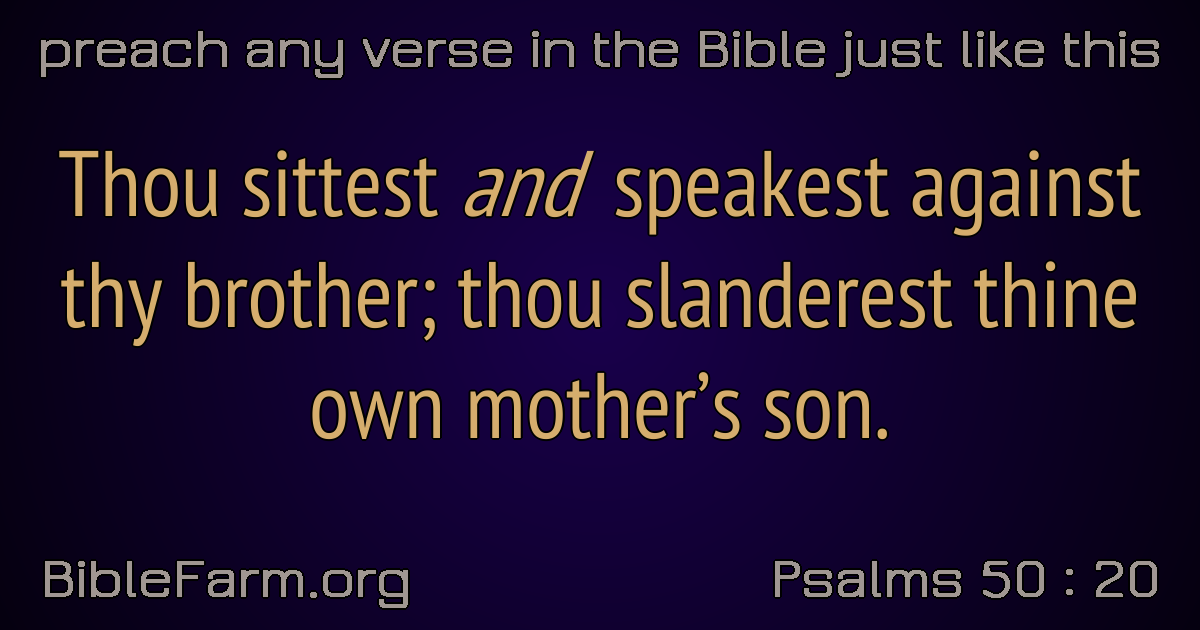 preach any verse in the Bible just like this
Thou sittest and speakest against
thy brother; thou slanderest thine
own mother’s son.
BibleFarm.org
Psalms 50 : 20